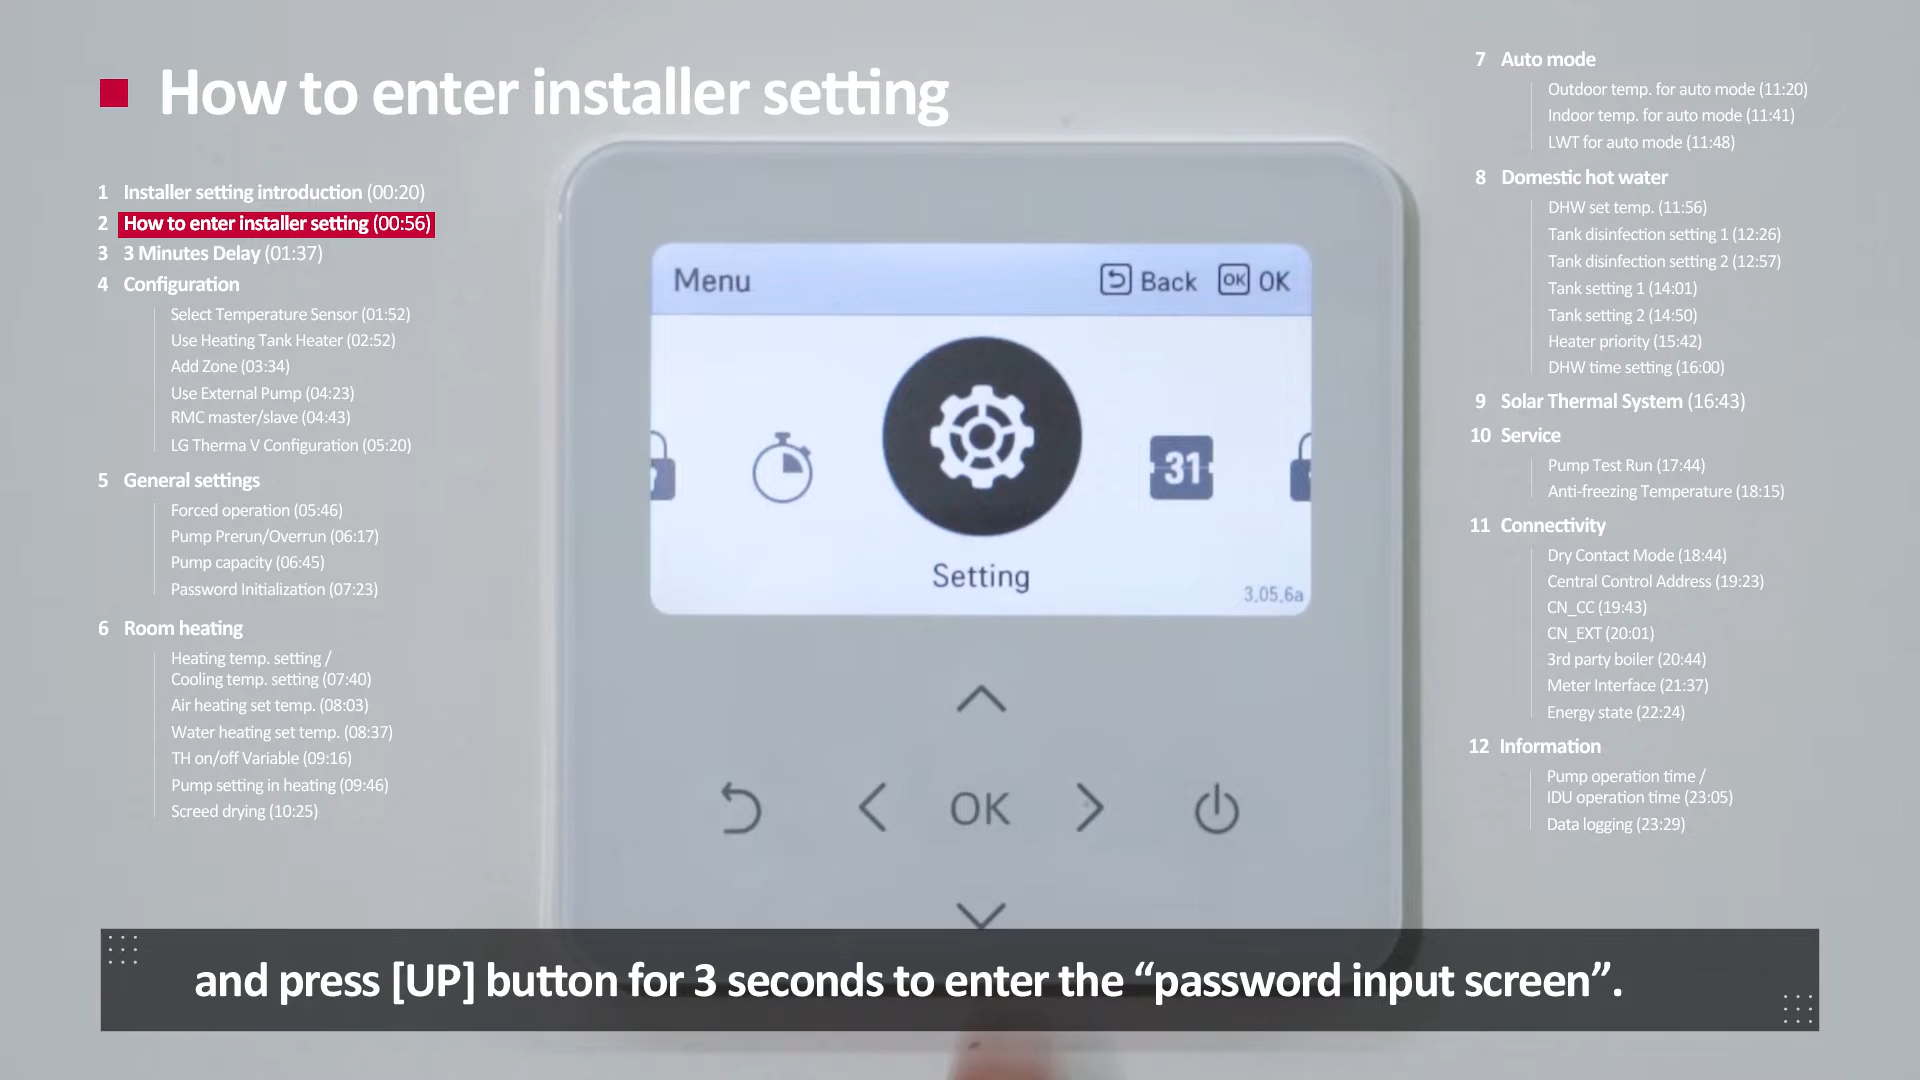 How to enter installer setting
1 Installer setting introduction (00:20)
2 How to enter installer setting (00:56)
3 3 Minutes Delay (01:37)
4 Configuration
Select Temperature Sensor (01:52)
Use Heating Tank Heater (02:52)
Add Zone (03:34)
Use External Pump (04:23)
RMC master/slave (04:43)
LG Therma V Configuration (05:20)
5 General settings
Forced operation (05:46)
Pump Prerun/Overrun (06:17)
Pump capacity (06:45)
Password Initialization (07:23)
6 Room heating
Heating temp. setting /
Cooling temp. setting (07:40)
Air heating set temp. (08:03)
Water heating set temp. (08:37)
TH on/off Variable (09:16)
Pump setting in heating (09:46)
Screed drying (10:25)
Menu
Back OK OK
31
Setting
3.05.6a
OK
7 Auto mode
Outdoor temp. for auto mode (11:20)
Indoor temp. for auto mode (11:41)
LWT for auto mode (11:48)
8 Domestic hot water
DHW set temp. (11:56)
Tank disinfection setting 1 (12:26)
Tank disinfection setting 2 (12:57)
Tank setting 1 (14:01)
Tank setting 2 (14:50)
Heater priority (15:42)
DHW time setting (16:00)
9 Solar Thermal System (16:43)
10 Service
Pump Test Run (17:44)
Anti-freezing Temperature (18:15)
11 Connectivity
Dry Contact Mode (18:44)
Central Control Address (19:23)
CN_CC (19:43)
CN_EXT (20:01)
3rd party boiler (20:44)
Meter Interface (21:37)
Energy state (22:24)
12 Information
Pump operation time /
IDU operation time (23:05)
Data logging (23:29)
and press [UP] button for 3 seconds to enter the “password input screen”.